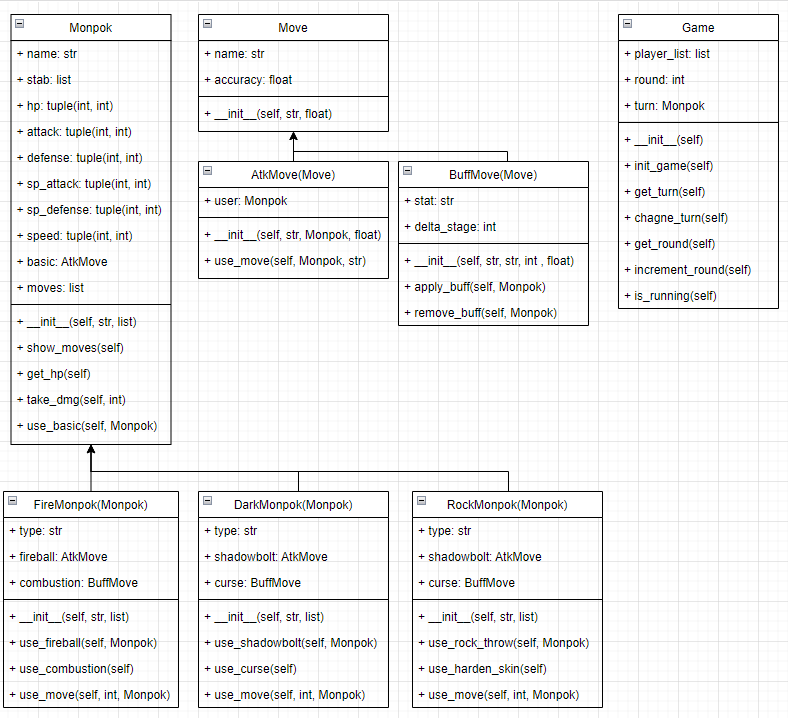 Monpok
+ name: str
+ stab: list
+ hp: tuple(int, int)
+ attack: tuple(int, int)
+ defense: tuple(int, int)
+ sp_attack: tuple(int, int)
+ sp_defense: tuple(int, int)
+ speed: tuple(int, int)
+ basic: AtkMove
+ moves: list
+ __init__(self, str, list)
+ show_moves(self)
+ get_hp(self)
+ take_dmg(self, int)
+ use_basic(self, Monpok)
Move
+ name: str
+ accuracy: float
+ __init__(self, str, float)
AtkMove(Move)
+ user: Monpok
+ __init__(self, str, Monpok, float)
+ use_move(self, Monpok, str)
BuffMove(Move)
+ stat: str
+ delta_stage: int
+ __init__(self, str, str, int , float)
+ apply_buff(self, Monpok)
+ remove_buff(self, Monpok)
Game
+ player_list: list
+ round: int
+ turn: Monpok
+ __init__(self)
+ init_game(self)
+ get_turn(self)
+ chagne_turn(self)
+ get_round(self)
+ increment_round(self)
+ is_running(self)
FireMonpok(Monpok)
+ type: str
+ fireball: AtkMove
+ combustion: BuffMove
+ __init__(self, str, list)
+ use_fireball(self, Monpok)
+ use_combustion(self)
+ use_move(self, int, Monpok)
DarkMonpok(Monpok)
+ type: str
+ shadowbolt: AtkMove
+ curse: BuffMove
+ __init__(self, str, list)
+ use_shadowbolt(self, Monpok)
+ use_curse(self)
+ use_move(self, int, Monpok)
RockMonpok(Monpok)
+ type: str
+ shadowbolt: AtkMove
+ curse: BuffMove
+ __init__(self, str, list)
+ use_rock_throw(self, Monpok)
+ use_harden_skin(self)
+ use_move(self, int, Monpok)